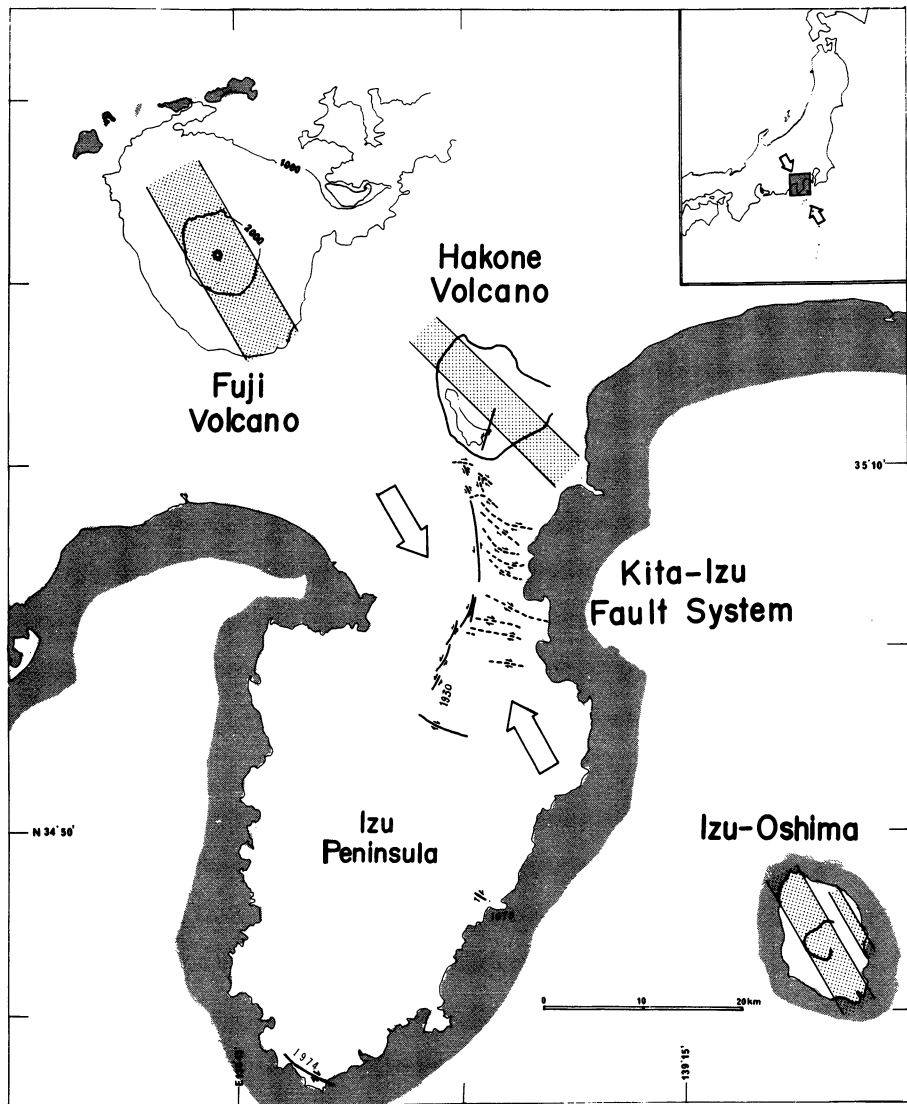 1000
2000
Hakone
Volcano
Fuji
Volcano
35°10'
Kita-Izu
Fault System
1930
N 34°50'
Izu
Peninsula
Izu-Oshima
0 10 20km
1974
139°15'